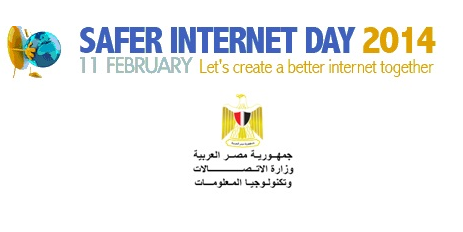 SAFER INTERNET DAY 2014
11 FEBRUARY Let's create a better internet together
جمهورية مصر العربية
وزارة الاتصالات
وتكنولوجيا المعلومات